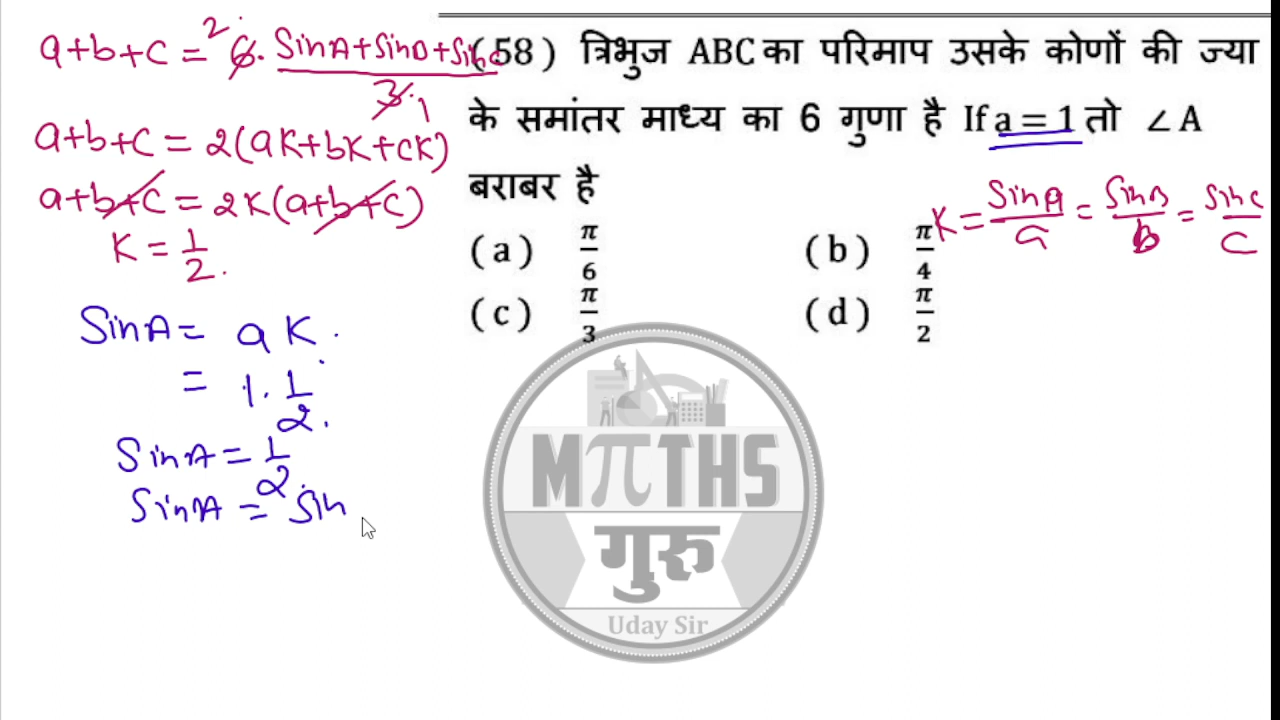 a+b+c = ²6. SinA+SinB+SinC / 3 1
a+b+c = 2(aK+bK+cK)
a+b+c = 2K(a+b+c)
K = 1/2.
SinA = aK.
= 1.1/2.
SinA = 1/2
SinA = Sin
(58) त्रिभुज ABC का परिमाप उसके कोणों की ज्या
के समांतर माध्य का 6 गुणा है If a = 1 तो ∠A
बराबर है
K = SinA/a = SinB/b = SinC/c
(a) π/6 (b) π/4
(c) π/3 (d) π/2
MπTHS
गुरु
Uday Sir